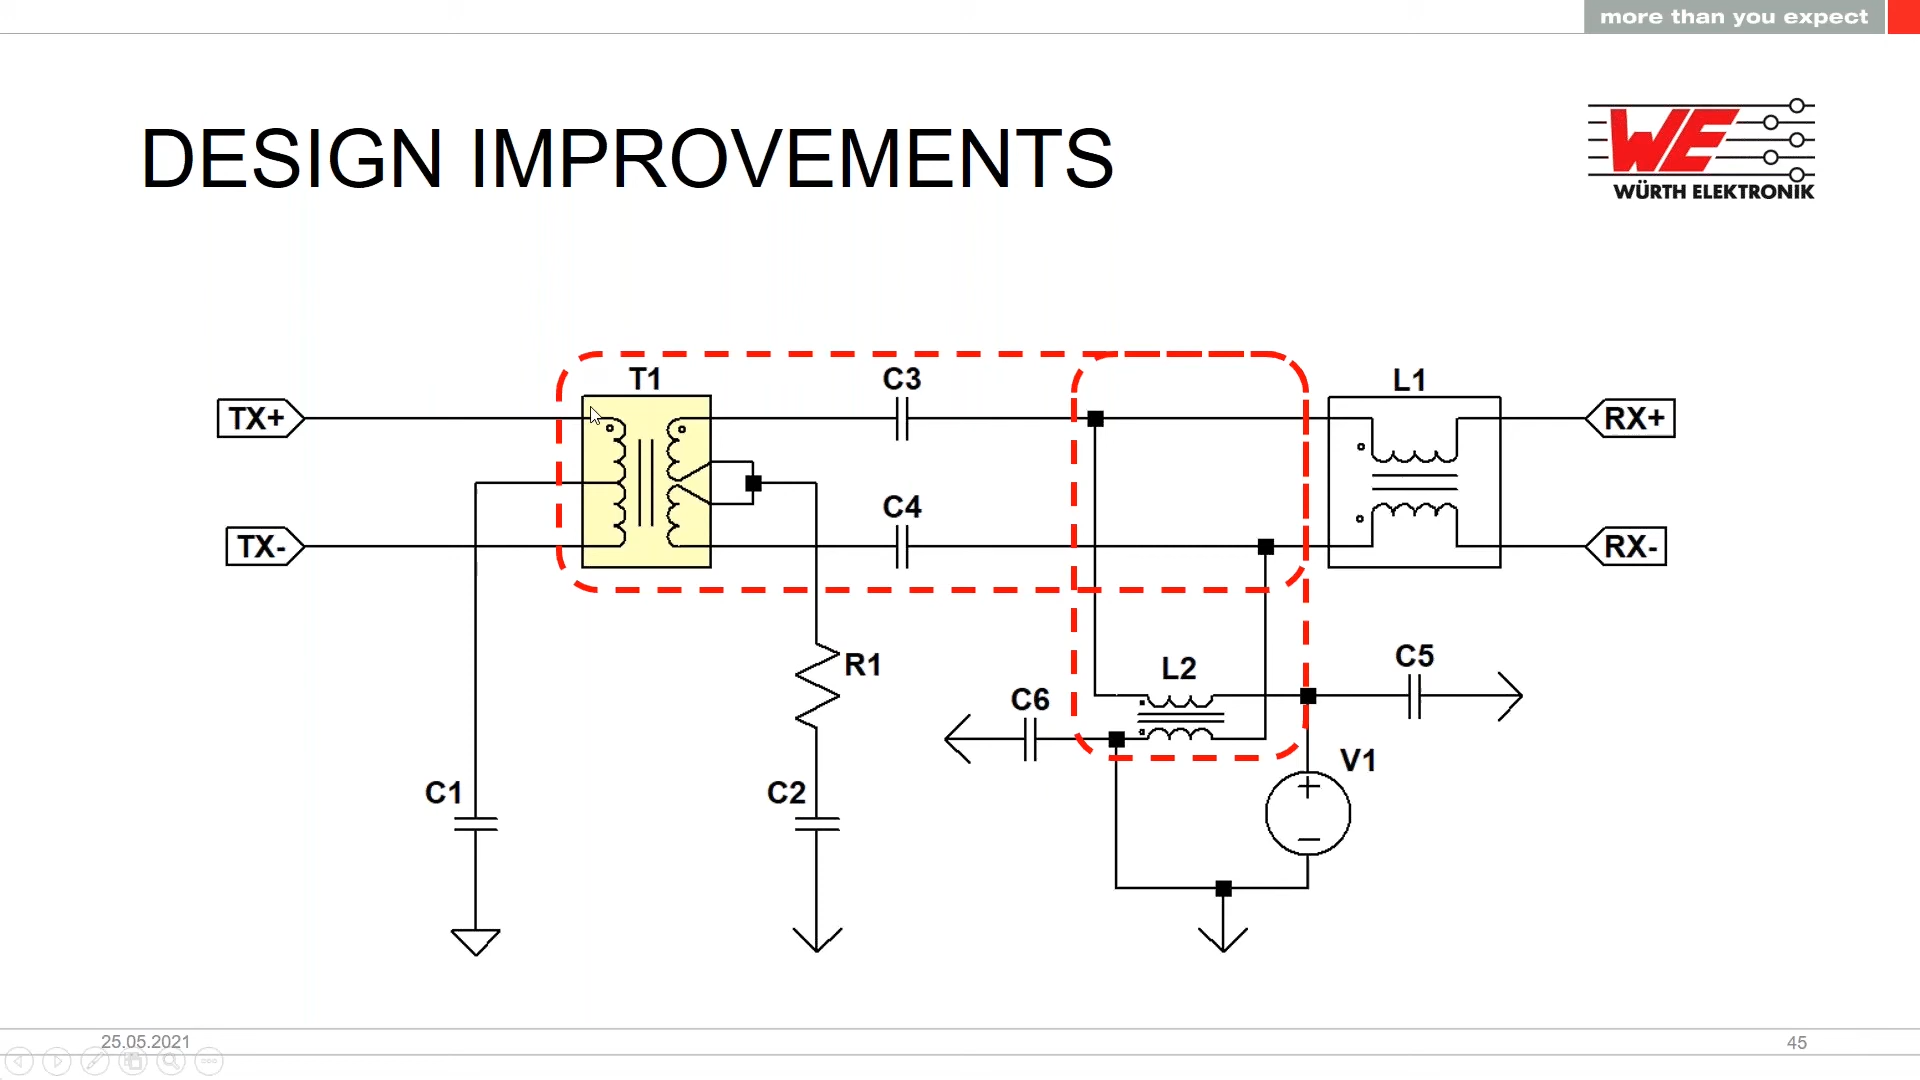 more than you expect
DESIGN IMPROVEMENTS
WE
WÜRTH ELEKTRONIK
T1
C3
L1
TX+
RX+
C4
TX-
RX-
R1
L2
C5
C6
V1
C1
C2
25.05.2021
45